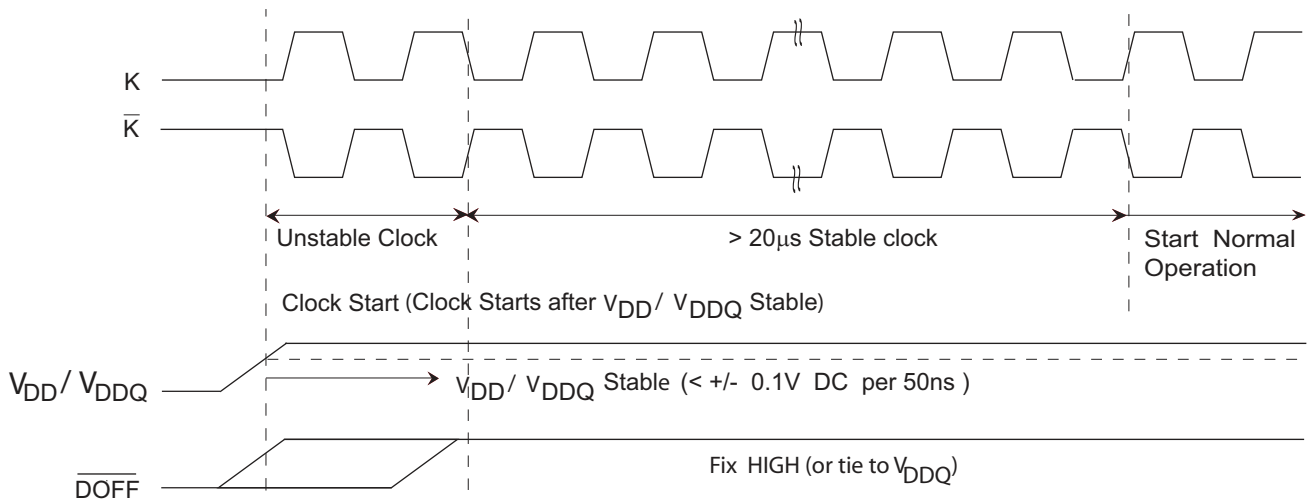 K
K
Unstable Clock
> 20μs Stable clock
Start Normal
Operation
Clock Start (Clock Starts after VDD / VDDQ Stable)
VDD / VDDQ
VDD / VDDQ Stable (< +/- 0.1V DC per 50ns )
DOFF
Fix HIGH (or tie to VDDQ)